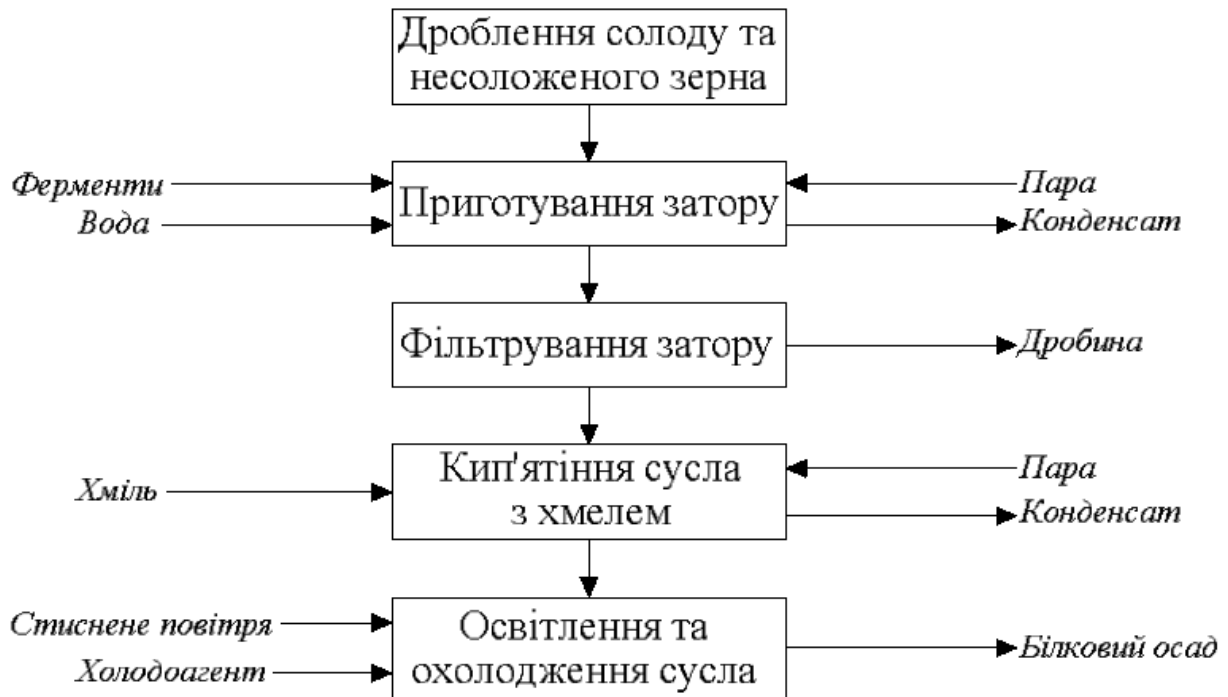 Дроблення солоду та
несоложеного зерна
Ферменти
Вода
Приготування затору
Пара
Конденсат
Фільтрування затору
Дробина
Хміль
Кип'ятіння сусла
з хмелем
Пара
Конденсат
Стиснене повітря
Холодоагент
Освітлення та
охолодження сусла
Білковий осад